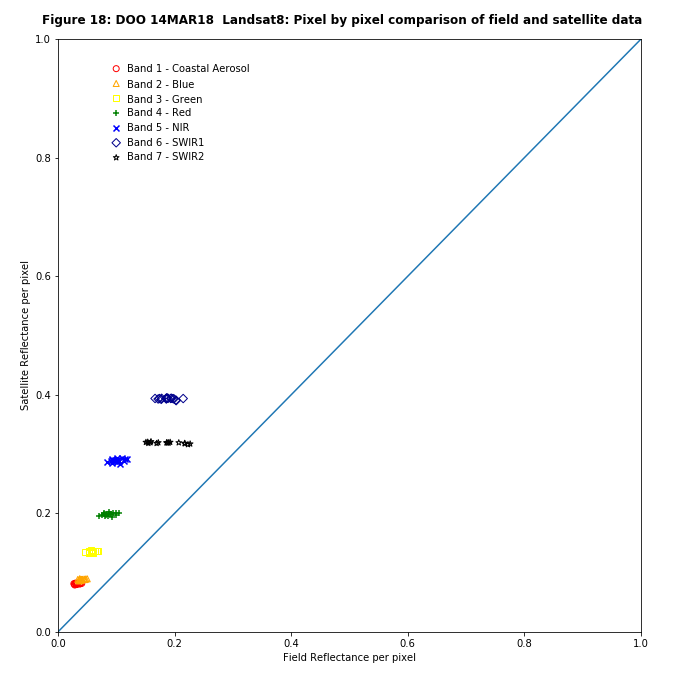 Figure 18: DOO 14MAR18  Landsat8: Pixel by pixel comparison of field and satellite data
1.0
Band 1 - Coastal Aerosol
Band 2 - Blue
Band 3 - Green
Band 4 - Red
Band 5 - NIR
Band 6 - SWIR1
Band 7 - SWIR2
0.8
0.6
0.4
0.2
0.0
Satellite Reflectance per pixel
0.0 0.2 0.4 0.6 0.8 1.0
Field Reflectance per pixel